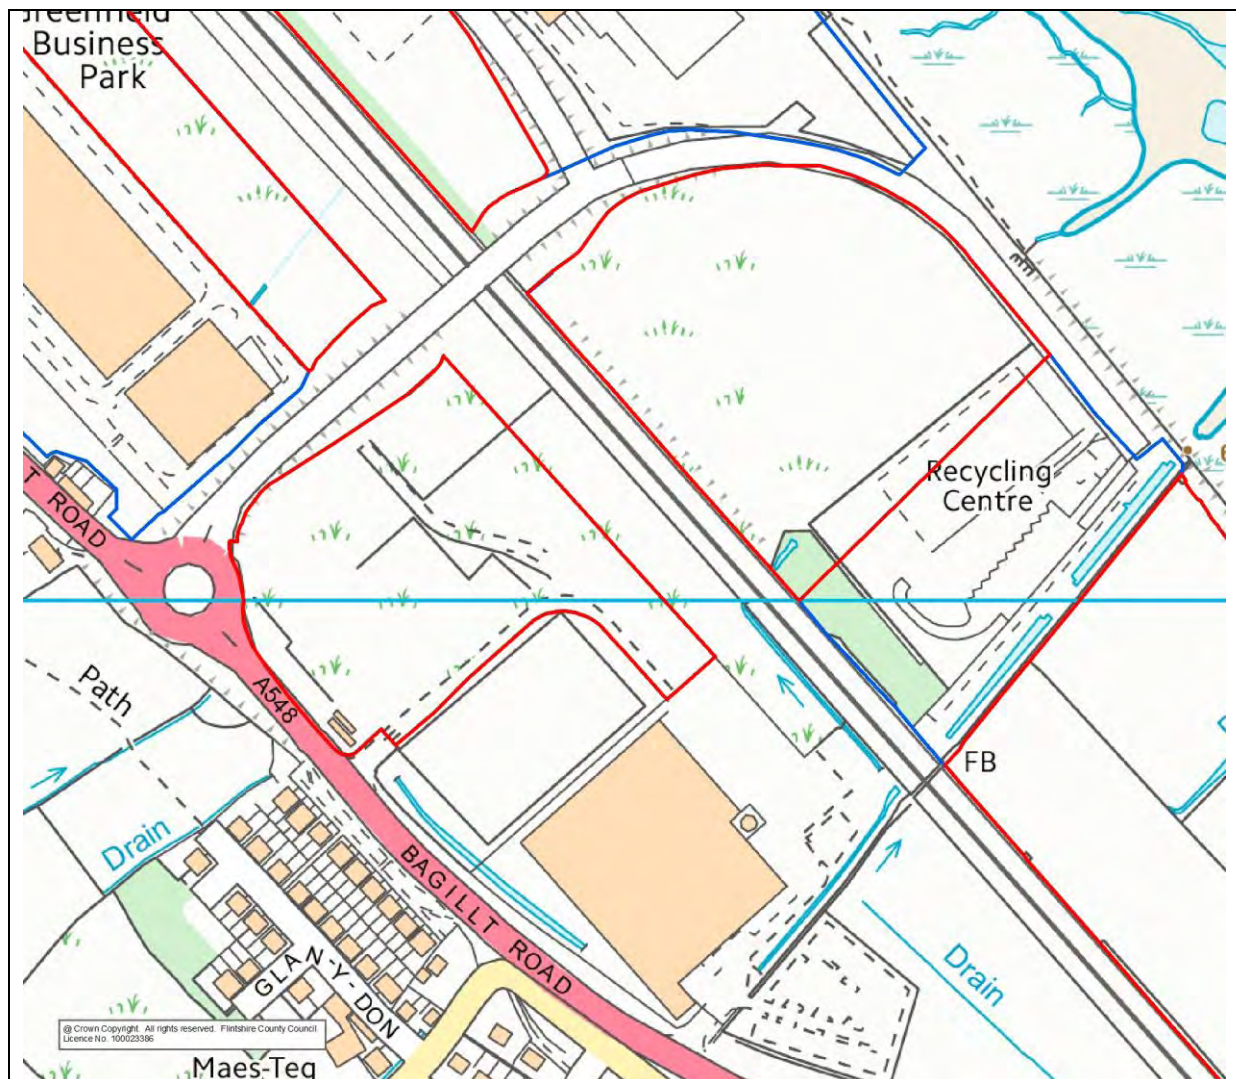 Greenfield
Business
Park
Recycling
Centre
T ROAD
Path
A548
FB
Drain
BAGILLT ROAD
Drain
GLAN-Y-DON
@ Crown Copyright. All rights reserved. Flintshire County Council.
Licence No. 100023386
Maes-Teg